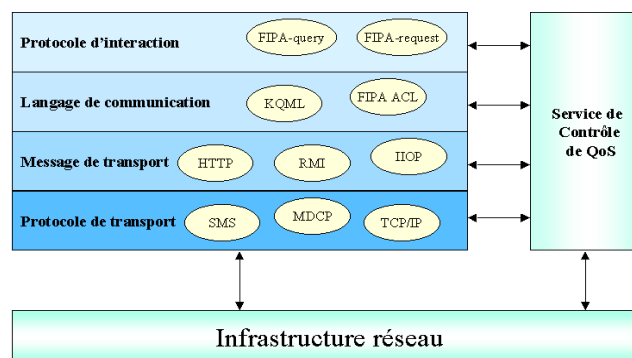 Protocole d'interaction
FIPA-query
FIPA-request
Langage de communication
KQML
FIPA ACL
Message de transport
HTTP
RMI
IIOP
Protocole de transport
SMS
MDCP
TCP/IP
Service de
Contrôle
de QoS
Infrastructure réseau